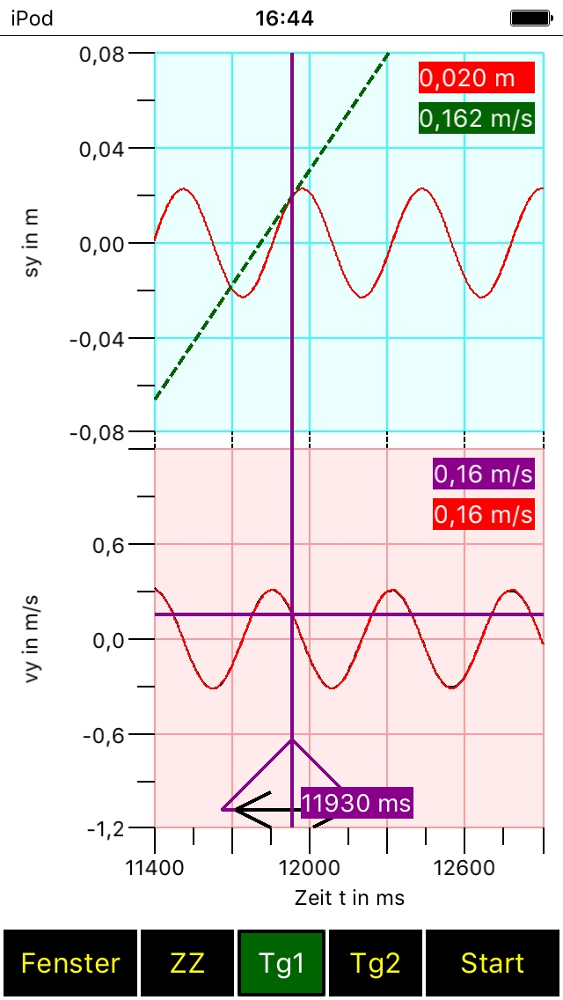 iPod 16:44
0,08
0,020 m
0,162 m/s
0,04
sy in m
0,00
-0,04
-0,08
0,16 m/s
0,16 m/s
0,6
vy in m/s
0,0
-0,6
11930 ms
-1,2
11400 12000 12600
Zeit t in ms
Fenster ZZ Tg1 Tg2 Start